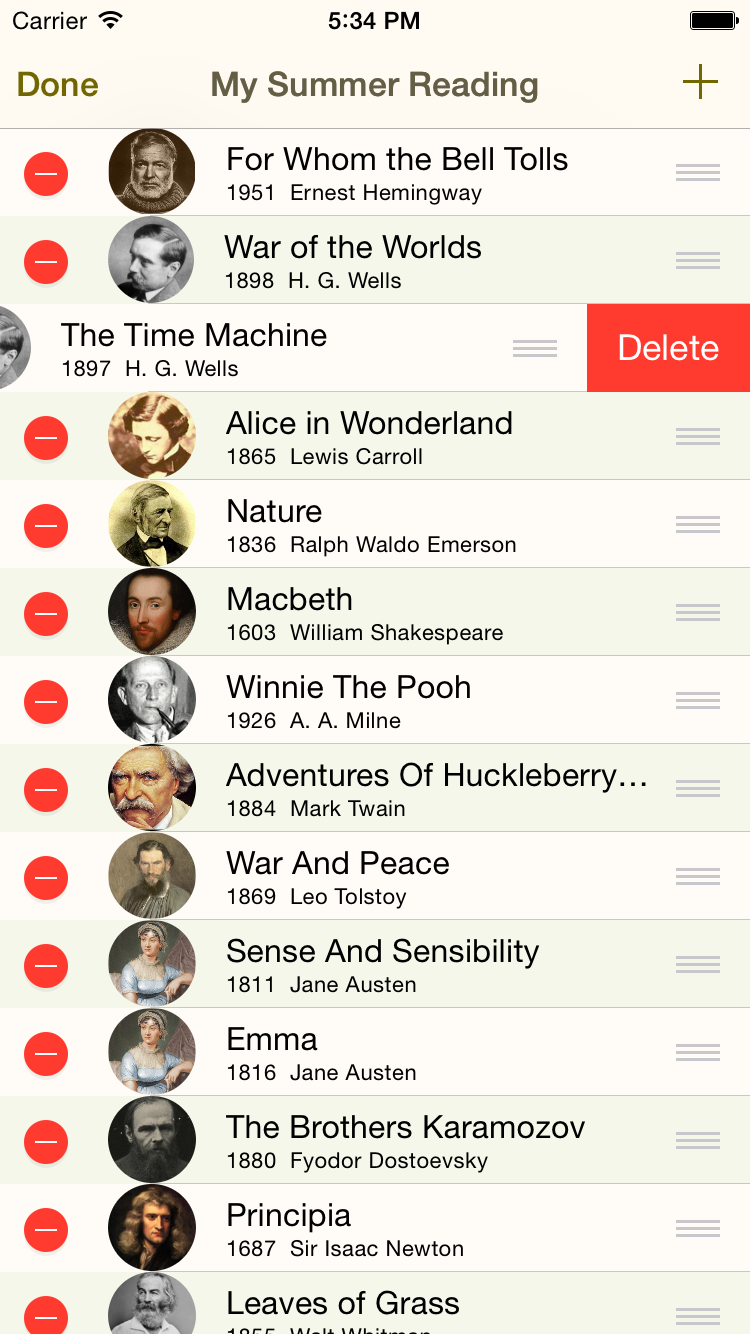 Carrier 5:34 PM
Done My Summer Reading
For Whom the Bell Tolls
1951 Ernest Hemingway
War of the Worlds
1898 H. G. Wells
The Time Machine
1897 H. G. Wells
Delete
Alice in Wonderland
1865 Lewis Carroll
Nature
1836 Ralph Waldo Emerson
Macbeth
1603 William Shakespeare
Winnie The Pooh
1926 A. A. Milne
Adventures Of Huckleberry...
1884 Mark Twain
War And Peace
1869 Leo Tolstoy
Sense And Sensibility
1811 Jane Austen
Emma
1816 Jane Austen
The Brothers Karamozov
1880 Fyodor Dostoevsky
Principia
1687 Sir Isaac Newton
Leaves of Grass
1855 Walt Whitman